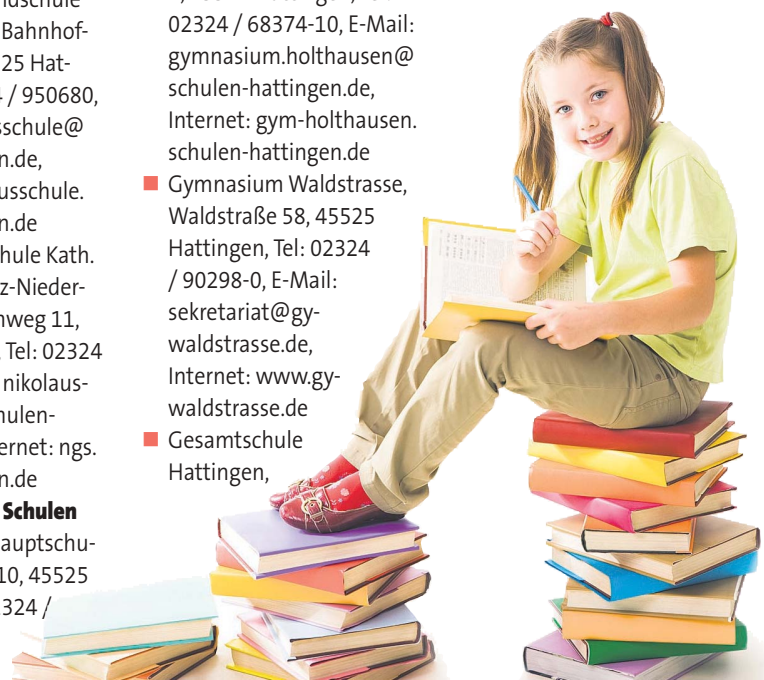 Bahnhof-
25 Hat-
/ 950680,
sschule@
n.de,
usschule.
n.de
hule Kath.
z-Nieder-
nweg 11,
Tel: 02324
nikolaus-
hulen-
ernet: ngs.
n.de
Schulen
auptschu-
10, 45525
324 /
02324 / 68374-10, E-Mail:
gymnasium.holthausen@
schulen-hattingen.de,
Internet: gym-holthausen.
schulen-hattingen.de
■ Gymnasium Waldstrasse,
Waldstraße 58, 45525
Hattingen, Tel: 02324
/ 90298-0, E-Mail:
sekretariat@gy-
waldstrasse.de,
Internet: www.gy-
waldstrasse.de
■ Gesamtschule
Hattingen,